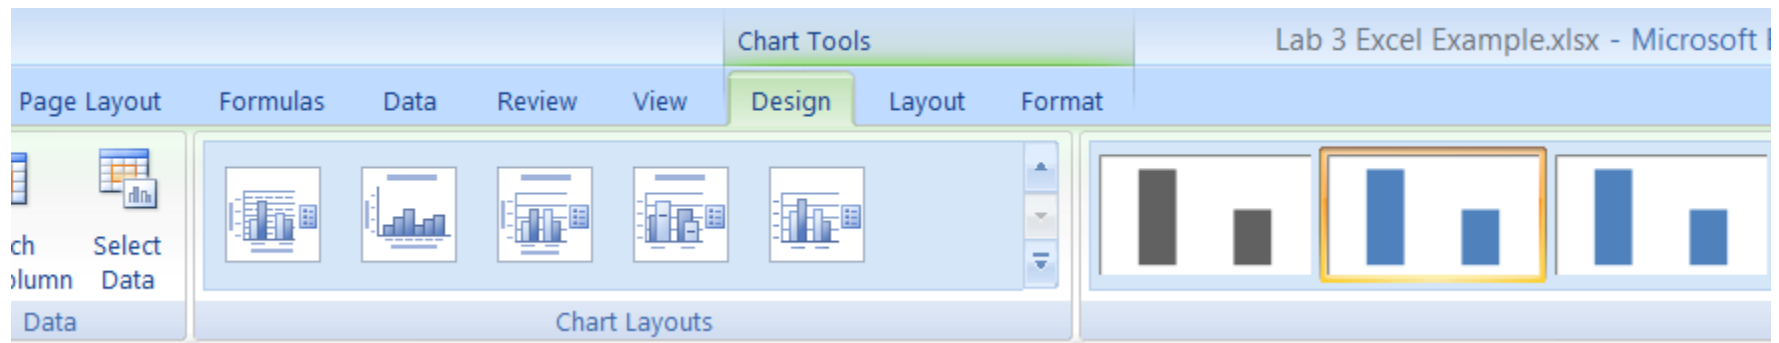 Chart Tools
Lab 3 Excel Example.xlsx - Microsoft
Page Layout Formulas Data Review View Design Layout Format
Select
Data
Data
Chart Layouts